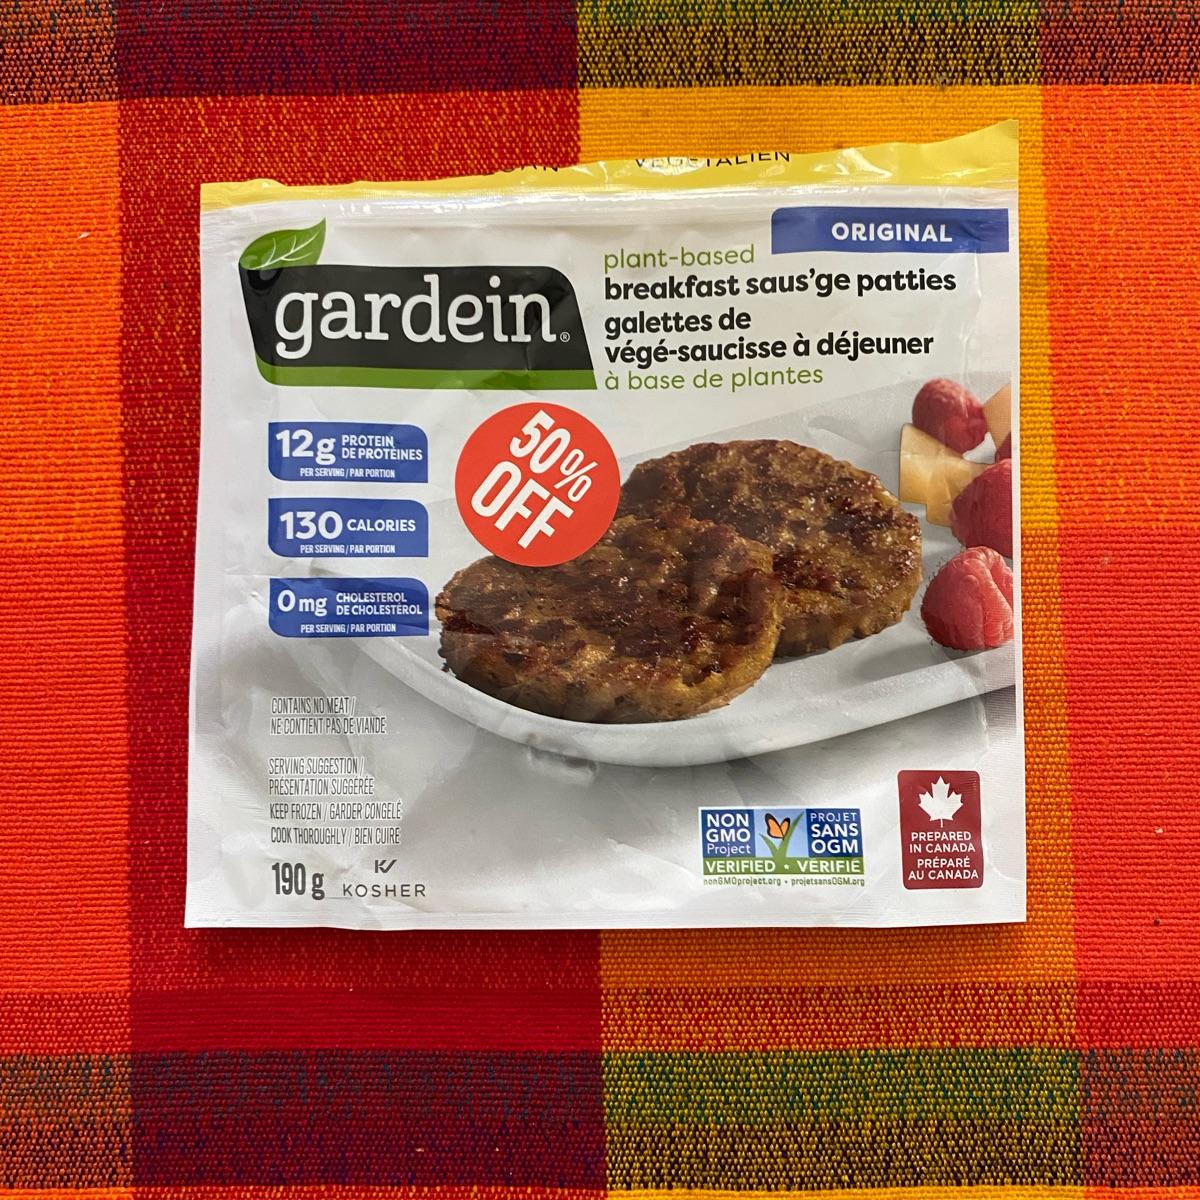 VÉGÉTALIEN
ORIGINAL
gardein®
plant-based
breakfast saus'ge patties
galettes de
végé-saucisse à déjeuner
à base de plantes
12g PROTEIN
DE PROTÉINES
PER SERVING / PAR PORTION
130 CALORIES
PER SERVING / PAR PORTION
0mg CHOLESTEROL
DE CHOLESTÉROL
PER SERVING / PAR PORTION
50%
OFF
CONTAINS NO MEAT /
NE CONTIENT PAS DE VIANDE
SERVING SUGGESTION /
PRÉSENTATION SUGGÉRÉE
KEEP FROZEN / GARDER CONGELÉ
COOK THOROUGHLY / BIEN CUIRE
190 g
K
KOSHER
NON
GMO
Project
PROJET
SANS
OGM
VERIFIED • VÉRIFIÉ
nonGMOproject.org • projetsansOGM.org
PREPARED
IN CANADA
PRÉPARÉ
AU CANADA